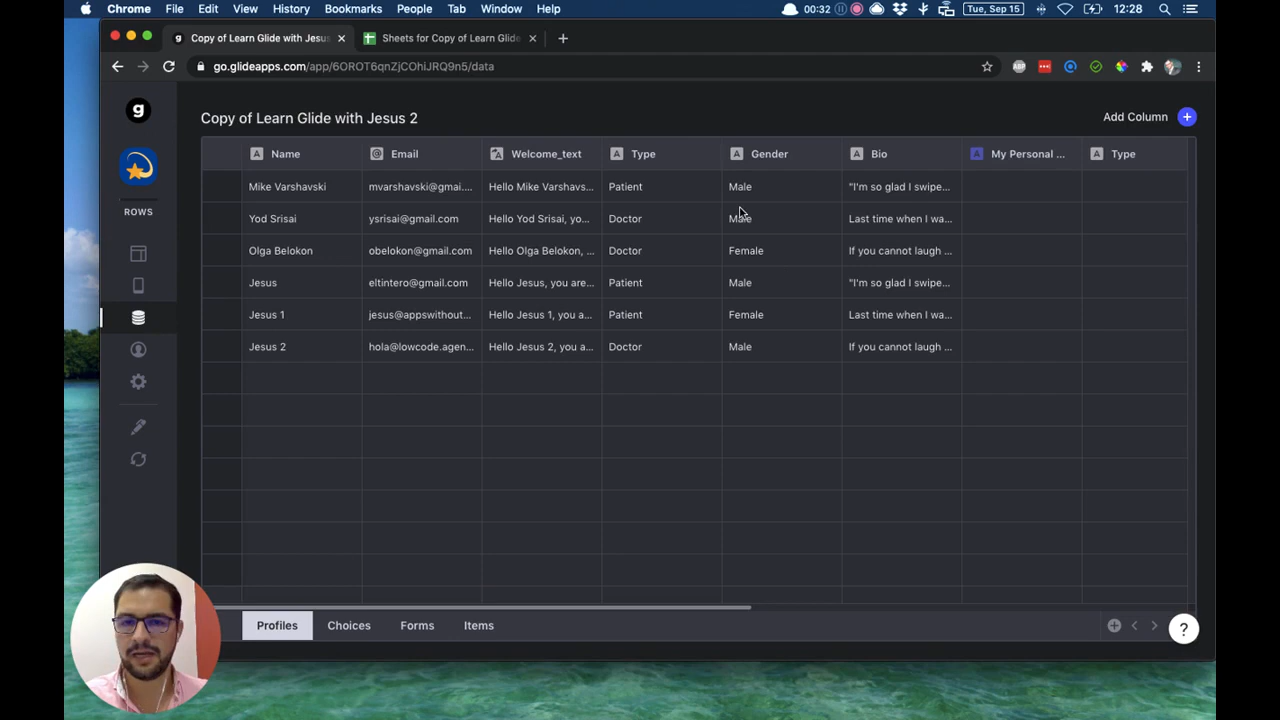 Chrome File Edit View History Bookmarks People Tab Window Help 00:32 Tue, Sep 15 12:28
Copy of Learn Glide with Jesus Sheets for Copy of Learn Glide
go.glideapps.com/app/6OROT6qnZjCOhiJRQ9n5/data
ABP
g
Copy of Learn Glide with Jesus 2 Add Column
ROWS
Name Email Welcome_text Type Gender Bio My Personal ... Type
Mike Varshavski mvarshavski@gmai... Hello Mike Varshavs... Patient Male "I'm so glad I swipe...
Yod Srisai ysrisai@gmail.com Hello Yod Srisai, yo... Doctor Male Last time when I wa...
Olga Belokon obelokon@gmail.com Hello Olga Belokon, ... Doctor Female If you cannot laugh ...
Jesus eltintero@gmail.com Hello Jesus, you are... Patient Male "I'm so glad I swipe...
Jesus 1 jesus@appswithout... Hello Jesus 1, you a... Patient Female Last time when I wa...
Jesus 2 hola@lowcode.agen... Hello Jesus 2, you a... Doctor Male If you cannot laugh ...
Profiles Choices Forms Items
?